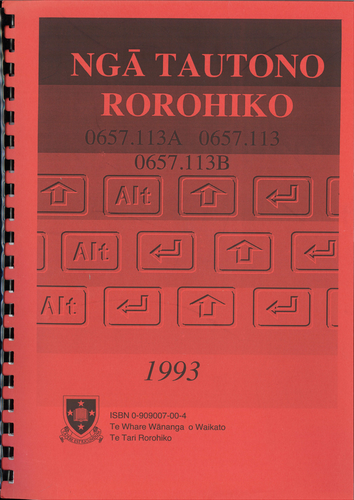 NGĀ TAUTONO
ROROHIKO
0657.113A 0657.113
0657.113B
Alt
Alt
Alt
Alt
1993
ISBN 0-909007-00-4
Te Whare Wānanga o Waikato
Te Tari Rorohiko